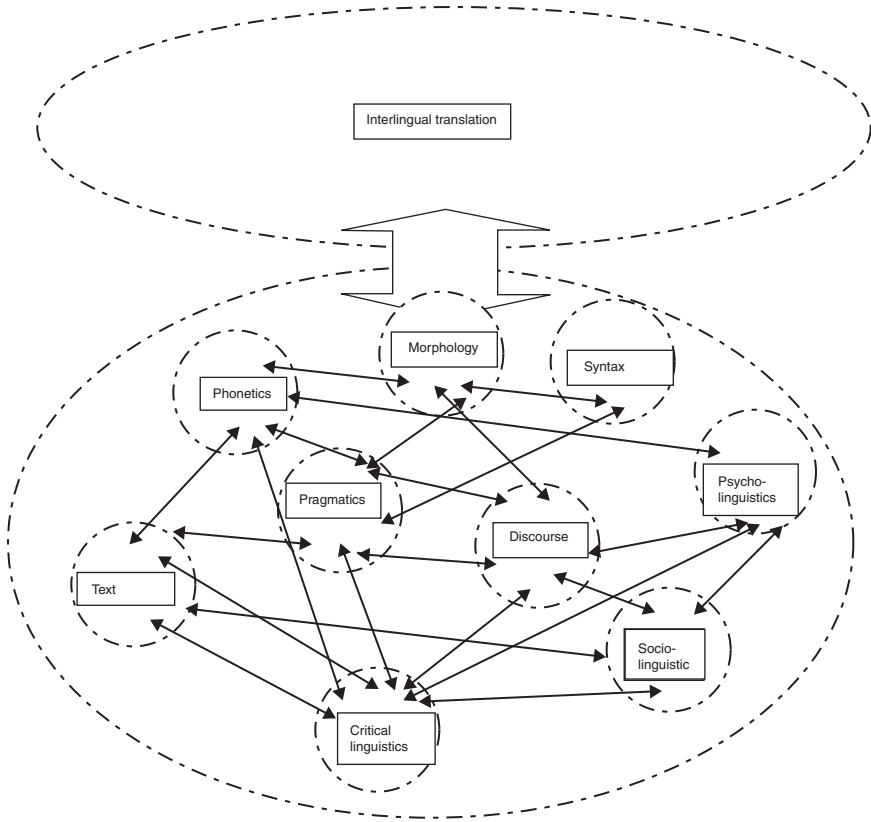 Interlingual translation
Morphology
Syntax
Phonetics
Psycho-
linguistics
Pragmatics
Discourse
Text
Socio-
linguistic
Critical
linguistics